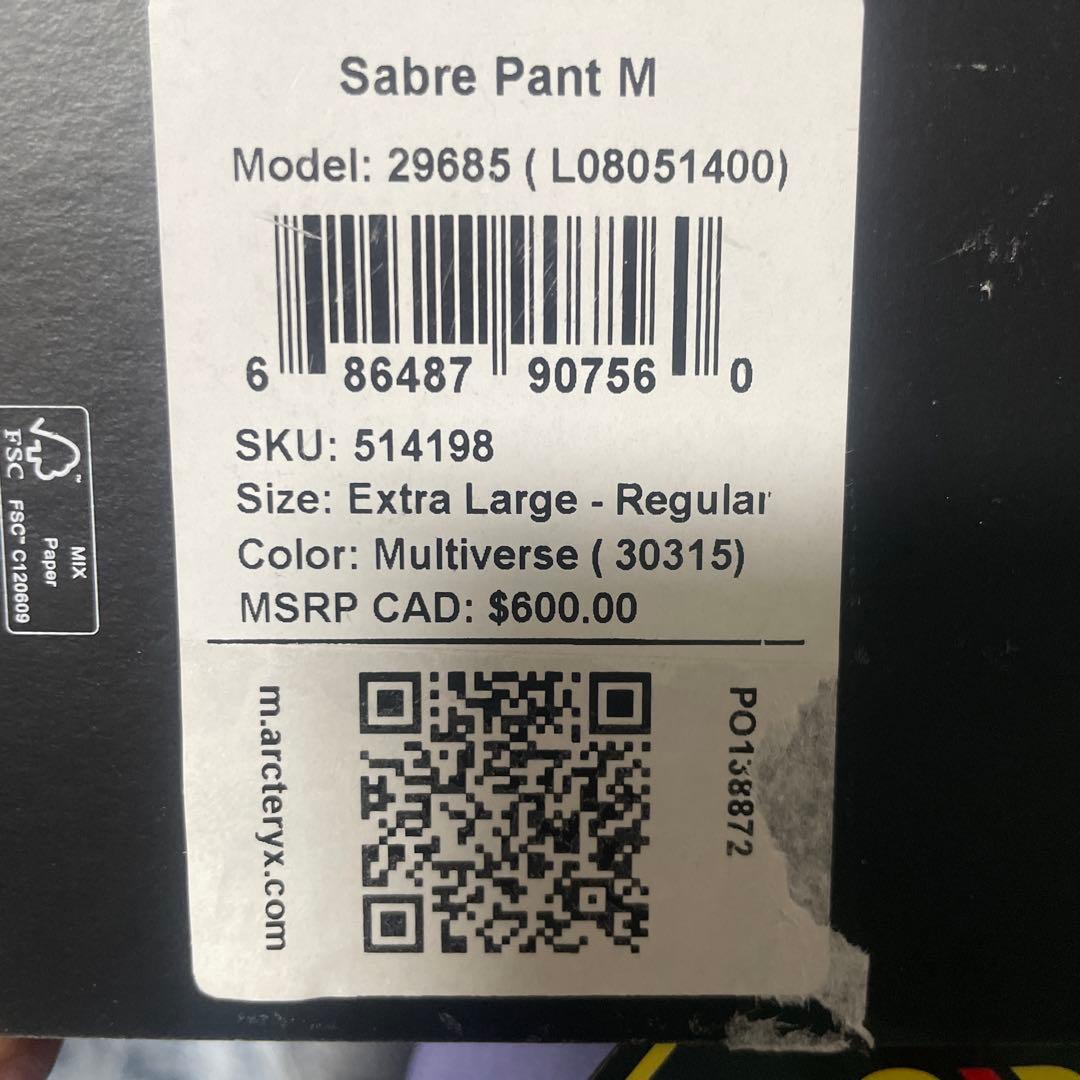 Sabre Pant M
Model: 29685 ( L08051400)
6 86487 90756 0
SKU: 514198
Size: Extra Large - Regular
Color: Multiverse ( 30315)
MSRP CAD: $600.00
m.arcteryx.com
PO138872
FSC
MIX
Paper
FSC™ C120609